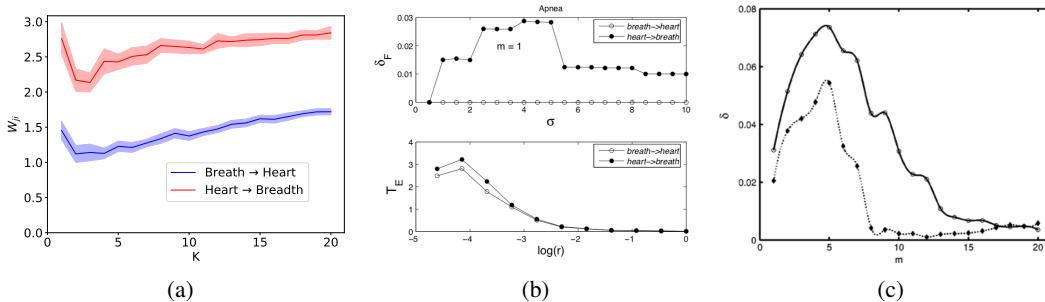 3.0
2.5
2.0
1.5
1.0
0.5
0.0
W_ji
0 5 10 15 20
K
Breath → Heart
Heart → Breadth
(a)
Apnea
0.03
0.02
0.01
0
δ_F
m = 1
breath->heart
heart->breath
0 2 4 6 8 10
σ
4
3
2
1
0
T_E
breath->heart
heart->breath
−5 −4 −3 −2 −1 0
log(r)
(b)
0.08
0.06
0.04
0.02
0
δ
1 5 10 15 20
m
(c)